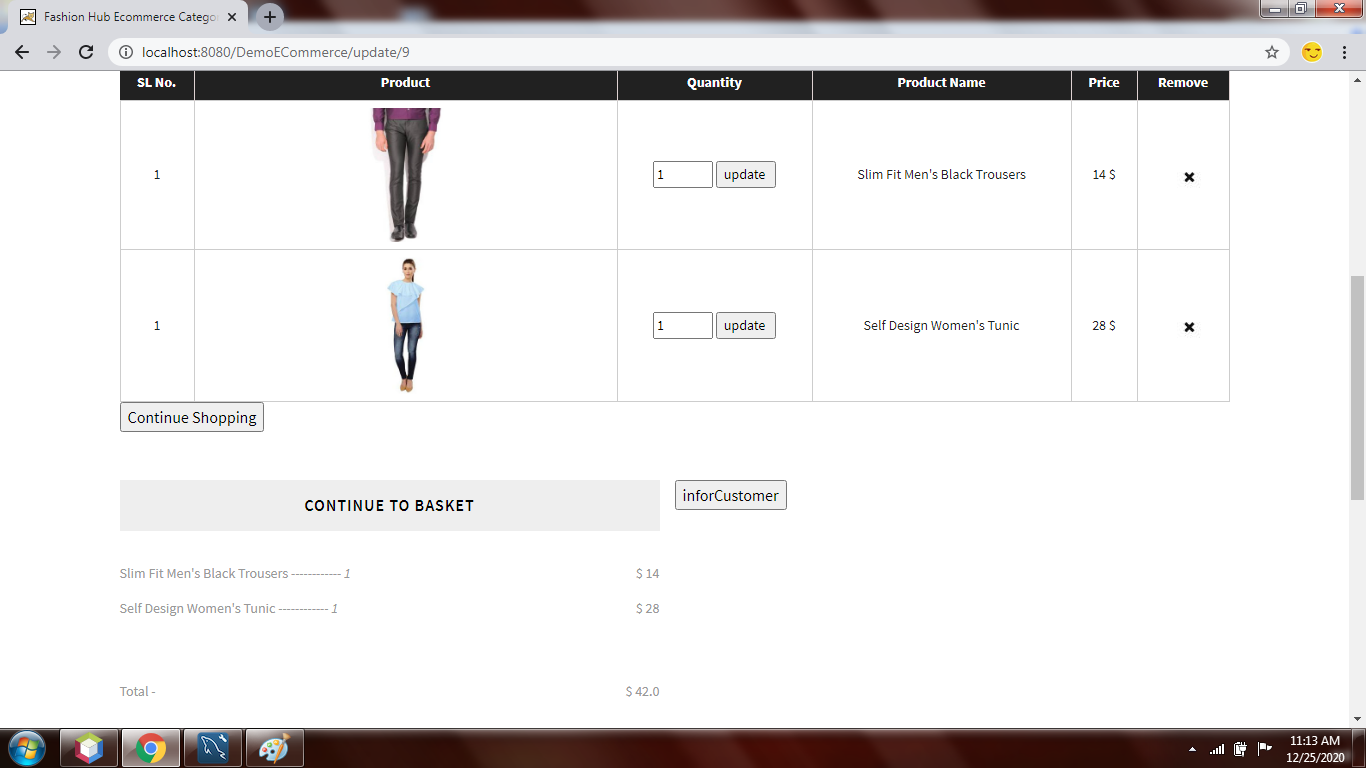 Fashion Hub Ecommerce Catego
localhost:8080/DemoECommerce/update/9
SL No. Product Quantity Product Name Price Remove
1 1 update Slim Fit Men's Black Trousers 14 $
1 1 update Self Design Women's Tunic 28 $
Continue Shopping
CONTINUE TO BASKET
inforCustomer
Slim Fit Men's Black Trousers ------------ 1 $ 14
Self Design Women's Tunic ------------ 1 $ 28
Total - $ 42.0
11:13 AM
12/25/2020